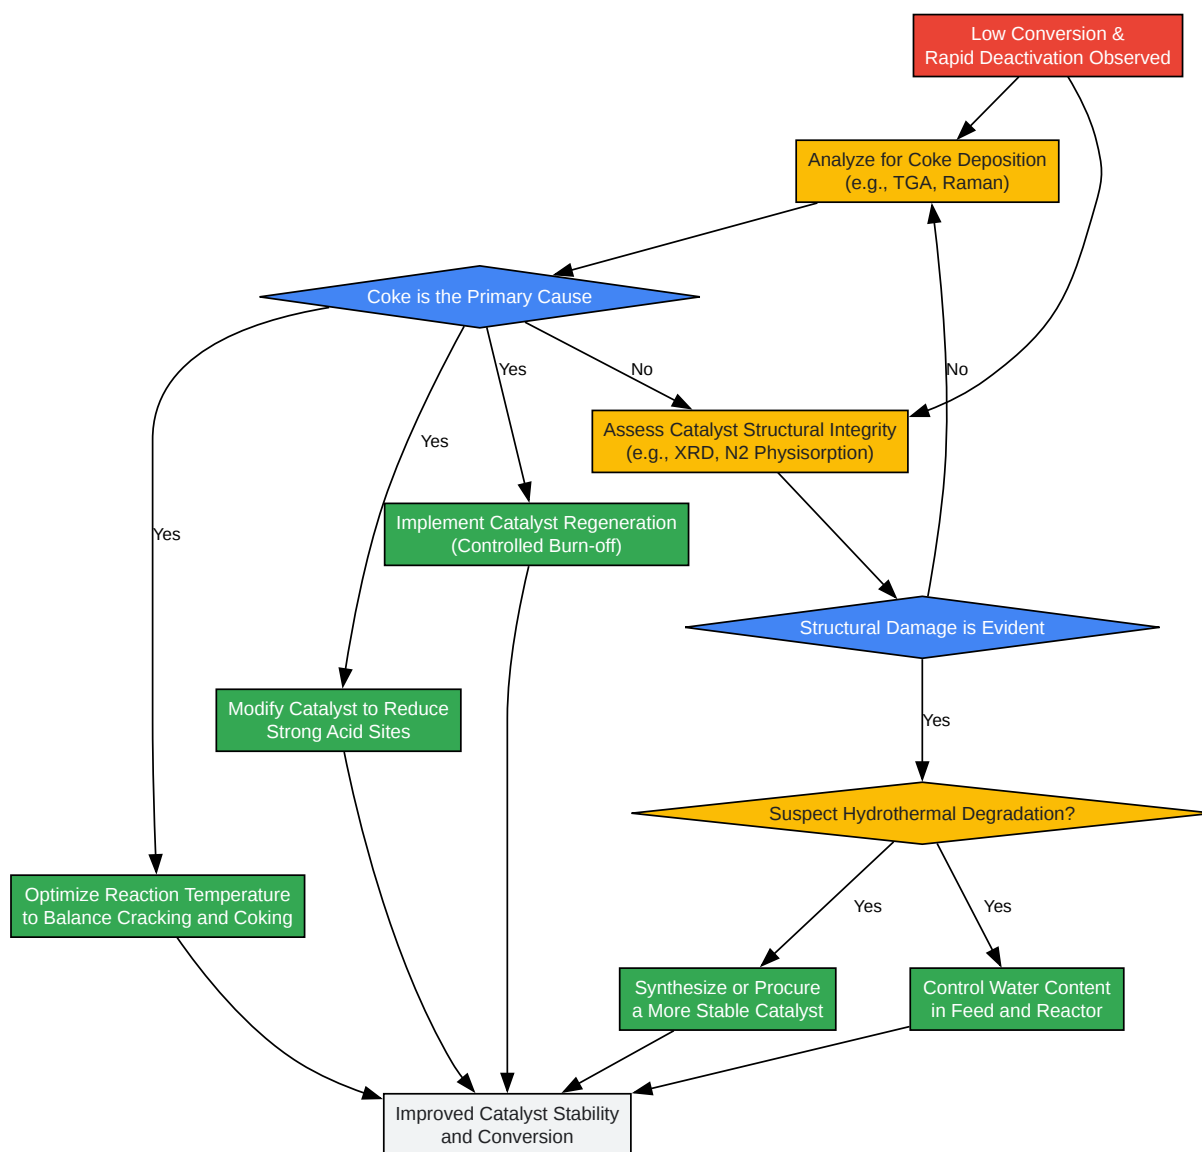 Low Conversion &
Rapid Deactivation Observed
Analyze for Coke Deposition
(e.g., TGA, Raman)
Coke is the Primary Cause
Yes
No
No
Assess Catalyst Structural Integrity
(e.g., XRD, N2 Physisorption)
Yes
Implement Catalyst Regeneration
(Controlled Burn-off)
Yes
Structural Damage is Evident
Modify Catalyst to Reduce
Strong Acid Sites
Yes
Suspect Hydrothermal Degradation?
Optimize Reaction Temperature
to Balance Cracking and Coking
Yes
Yes
Synthesize or Procure
a More Stable Catalyst
Control Water Content
in Feed and Reactor
Improved Catalyst Stability
and Conversion